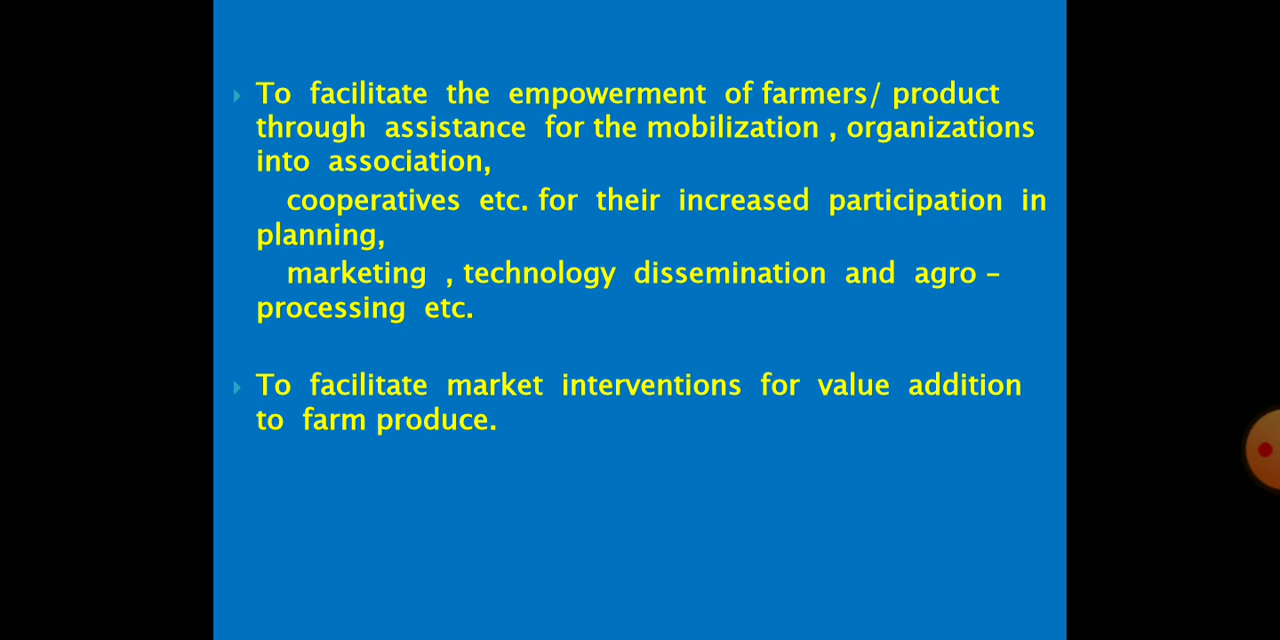 To facilitate the empowerment of farmers/ product
through assistance for the mobilization , organizations
into association,
cooperatives etc. for their increased participation in
planning,
marketing , technology dissemination and agro –
processing etc.
To facilitate market interventions for value addition
to farm produce.